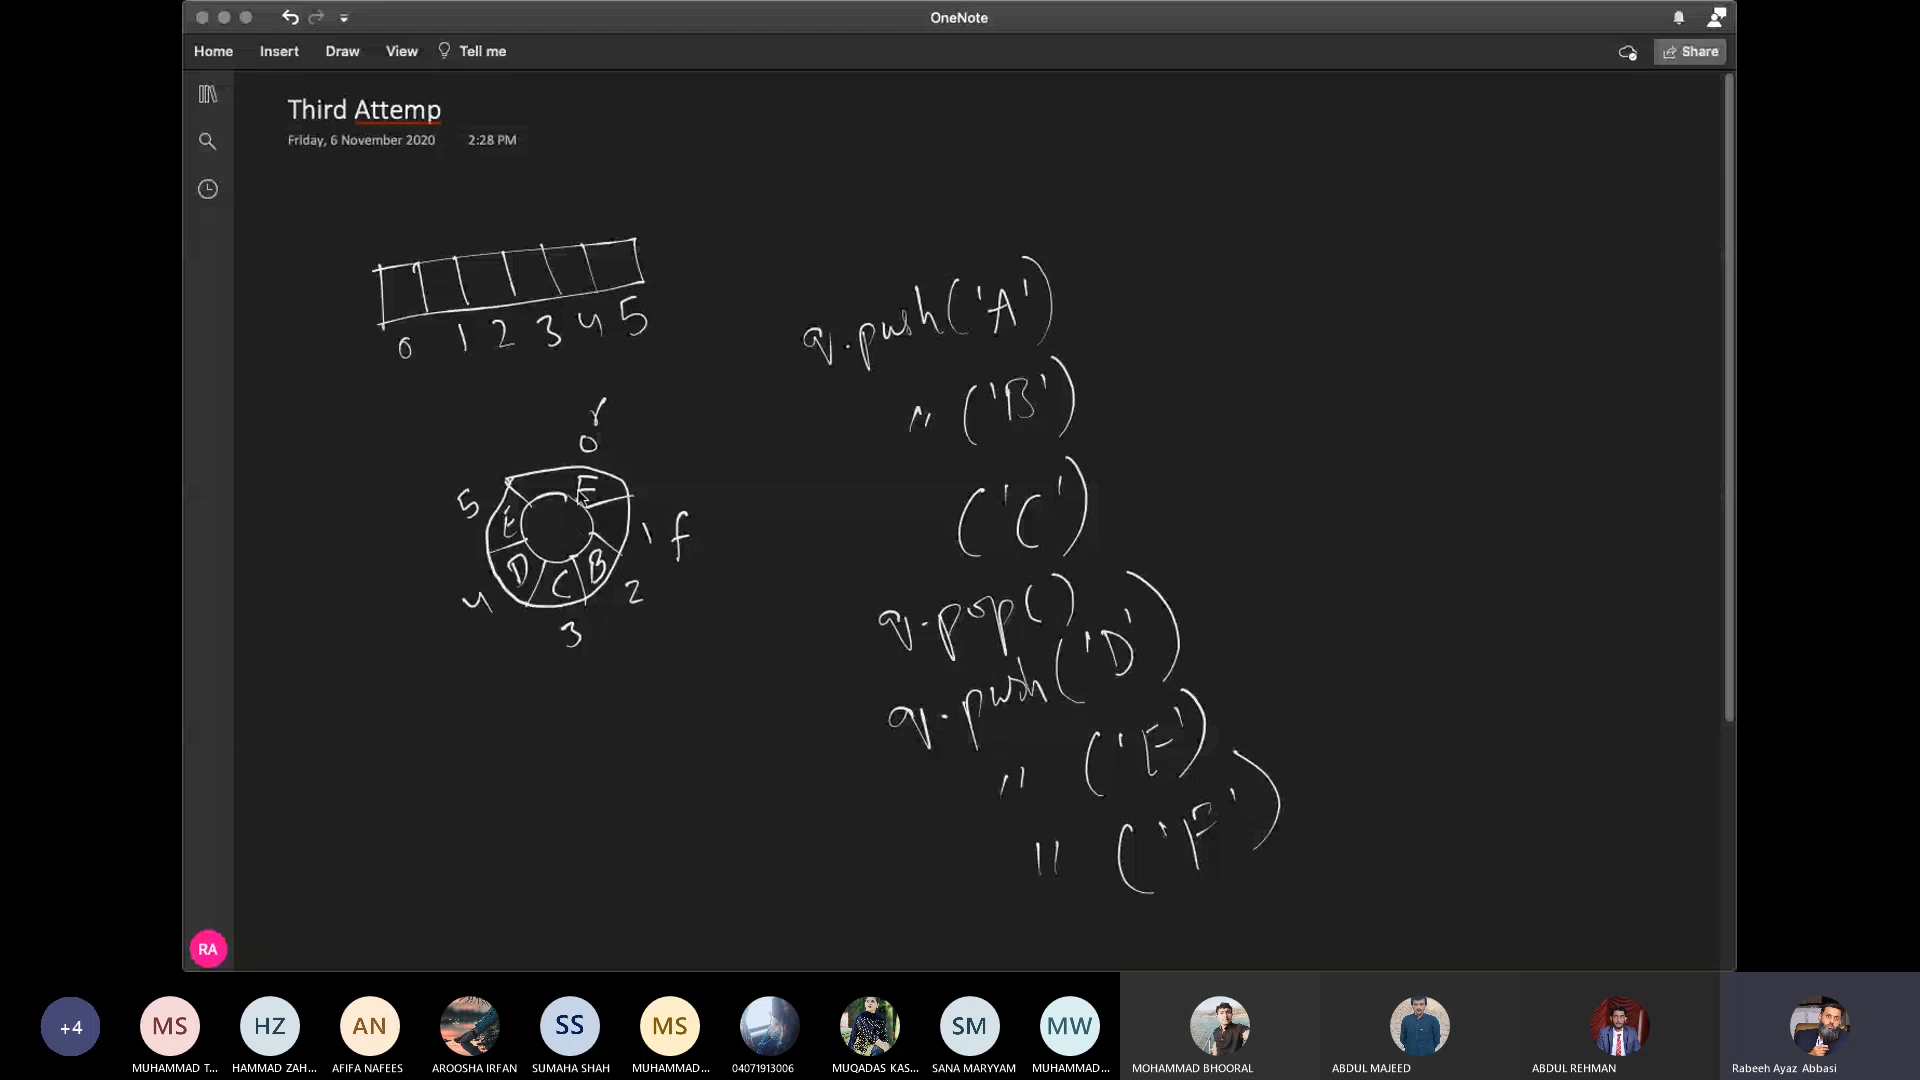 OneNote
Home Insert Draw View Tell me Share
Third Attemp
Friday, 6 November 2020 2:28 PM
0 1 2 3 4 5
q.push('A')
" ('B')
('C')
q.pop()
q.push('D')
" ('E')
" ('F')
r
0
5 E F
1 f
D C B
4 2
3
RA
+4 MS HZ AN SS MS SM MW
MUHAMMAD T... HAMMAD ZAH... AFIFA NAFEES AROOSHA IRFAN SUMAHA SHAH MUHAMMAD... 04071913006 MUQADAS KAS... SANA MARYYAM MUHAMMAD... MOHAMMAD BHOORAL ABDUL MAJEED ABDUL REHMAN Rabeeh Ayaz Abbasi